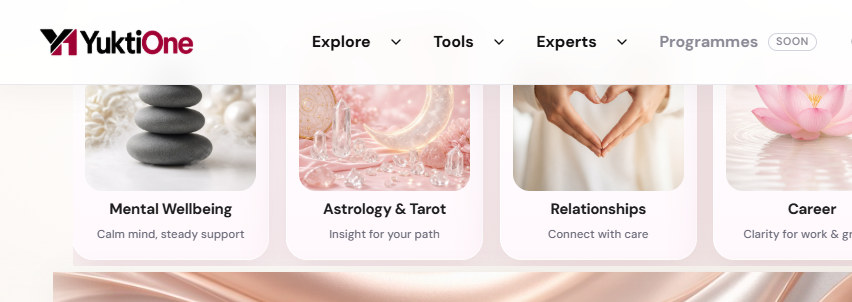 YuktiOne
Explore
Tools
Experts
Programmes SOON
Mental Wellbeing
Calm mind, steady support
Astrology & Tarot
Insight for your path
Relationships
Connect with care
Career
Clarity for work &